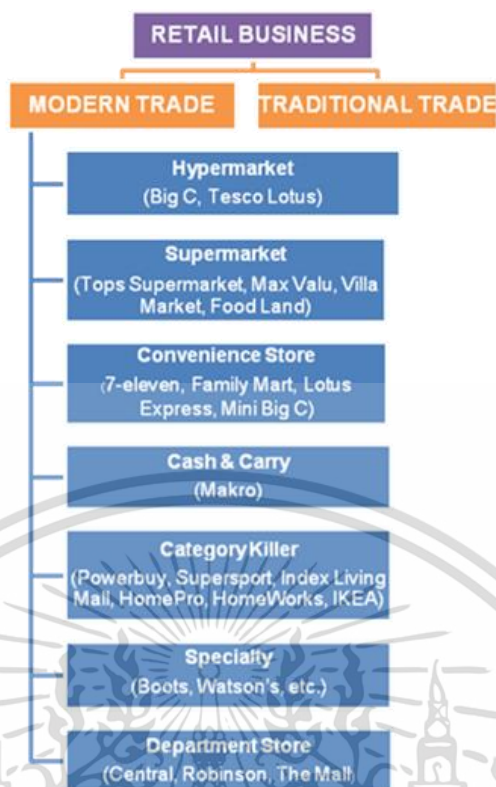 RETAIL BUSINESS
MODERN TRADE
TRADITIONAL TRADE
Hypermarket
(Big C, Tesco Lotus)
Supermarket
(Tops Supermarket, Max Valu, Villa
Market, Food Land)
Convenience Store
(7-eleven, Family Mart, Lotus
Express, Mini Big C)
Cash & Carry
(Makro)
Category Killer
(Powerbuy, Supersport, Index Living
Mall, HomePro, HomeWorks, IKEA)
Specialty
(Boots, Watson's, etc.)
Department Store
(Central, Robinson, The Mall)